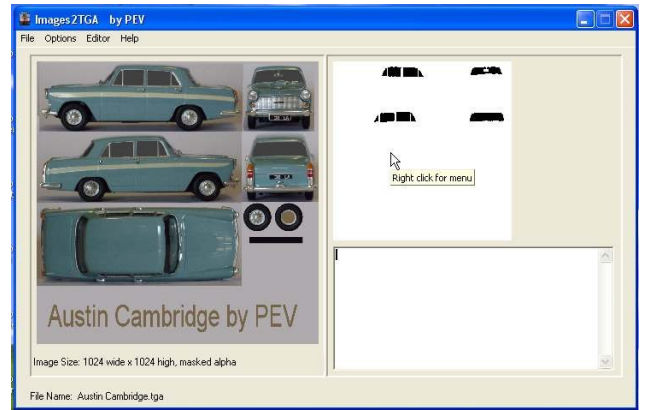 Images2TGA by PEV
File Options Editor Help
Right click for menu
Austin Cambridge by PEV
Image Size: 1024 wide x 1024 high, masked alpha
File Name: Austin Cambridge.tga